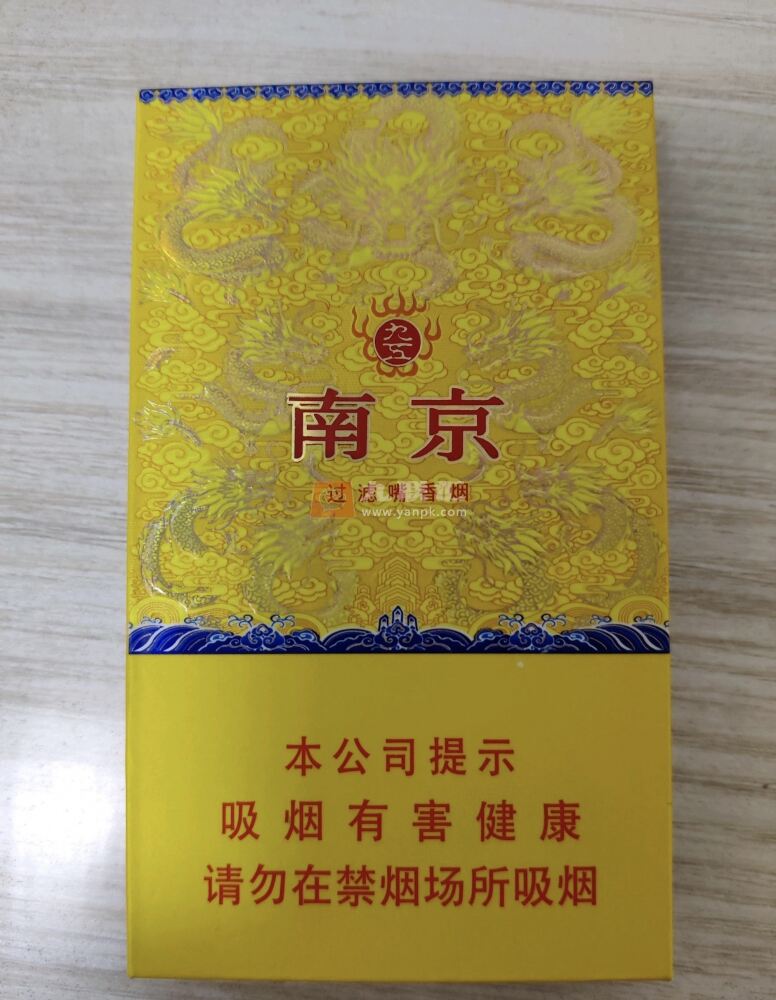 九五
南京
过滤嘴香烟
www.yanpk.com
本公司提示
吸烟有害健康
请勿在禁烟场所吸烟